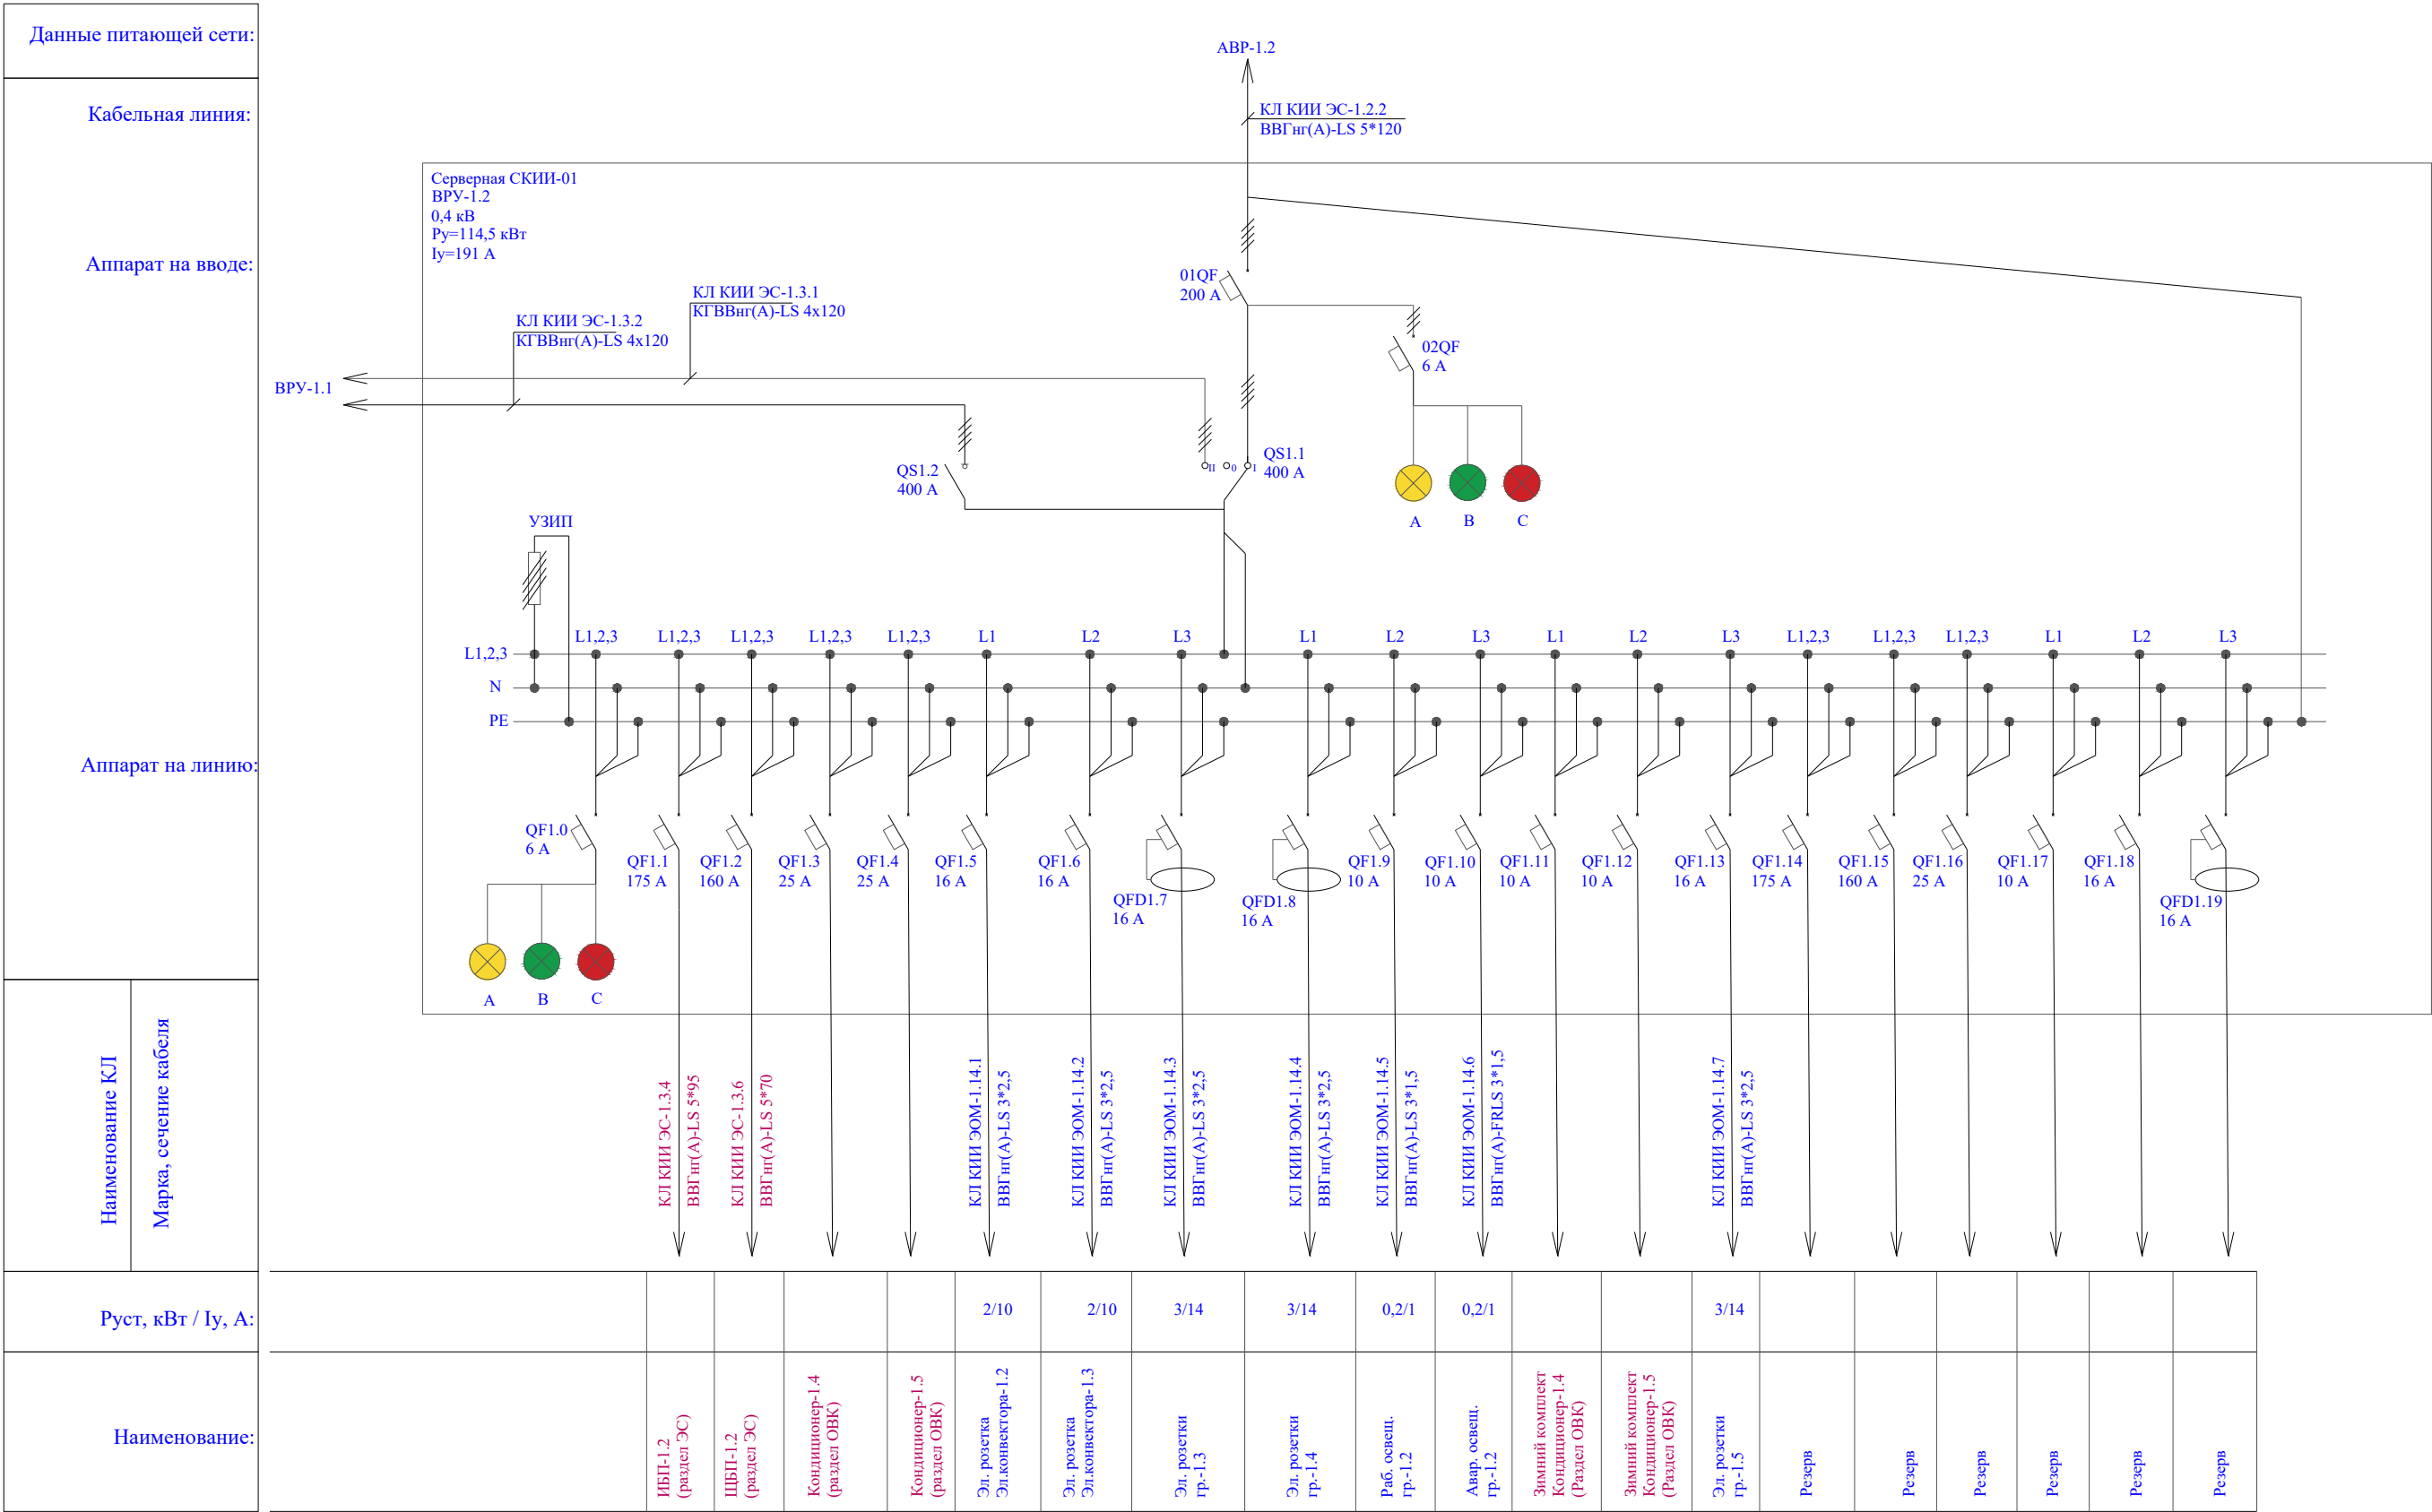 Данные питающей сети:
АВР-1.2
Кабельная линия:
КЛ КИИ ЭС-1.2.2
ВВГнг(А)-LS 5*120
Серверная СКИИ-01
ВРУ-1.2
0,4 кВ
Ру=114,5 кВт
Iу=191 А
Аппарат на вводе:
01QF
200 А
КЛ КИИ ЭС-1.3.1
КГВВнг(А)-LS 4х120
КЛ КИИ ЭС-1.3.2
КГВВнг(А)-LS 4х120
02QF
6 А
ВРУ-1.1
QS1.2
400 А
II 0 I
QS1.1
400 А
A B C
УЗИП
L1,2,3 L1,2,3 L1,2,3 L1,2,3 L1,2,3 L1 L2 L3 L1 L2 L3 L1 L2 L3 L1,2,3 L1,2,3 L1,2,3 L1 L2 L3
L1,2,3
N
PE
Аппарат на линию:
QF1.0
6 А
QF1.1
175 А
QF1.2
160 А
QF1.3
25 А
QF1.4
25 А
QF1.5
16 А
QF1.6
16 А
QFD1.7
16 А
QFD1.8
16 А
QF1.9
10 А
QF1.10
10 А
QF1.11
10 А
QF1.12
10 А
QF1.13
16 А
QF1.14
175 А
QF1.15
160 А
QF1.16
25 А
QF1.17
10 А
QF1.18
16 А
QFD1.19
16 А
A B C
Наименование КЛ
Марка, сечение кабеля
КЛ КИИ ЭС-1.3.4
ВВГнг(А)-LS 5*95
КЛ КИИ ЭС-1.3.6
ВВГнг(А)-LS 5*70
КЛ КИИ ЭОМ-1.14.1
ВВГнг(А)-LS 3*2,5
КЛ КИИ ЭОМ-1.14.2
ВВГнг(А)-LS 3*2,5
КЛ КИИ ЭОМ-1.14.3
ВВГнг(А)-LS 3*2,5
КЛ КИИ ЭОМ-1.14.4
ВВГнг(А)-LS 3*2,5
КЛ КИИ ЭОМ-1.14.5
ВВГнг(А)-LS 3*1,5
КЛ КИИ ЭОМ-1.14.6
ВВГнг(А)-FRLS 3*1,5
КЛ КИИ ЭОМ-1.14.7
ВВГнг(А)-LS 3*2,5
Руст, кВт / Iу, А:
2/10 2/10 3/14 3/14 0,2/1 0,2/1 3/14
Наименование:
ИБП-1.2
(раздел ЭС)
ЩБП-1.2
(раздел ЭС)
Кондиционер-1.4
(раздел ОВК)
Кондиционер-1.5
(раздел ОВК)
Эл. розетка
Эл.конвектора-1.2
Эл. розетка
Эл.конвектора-1.3
Эл. розетки
гр.-1.3
Эл. розетки
гр.-1.4
Раб. освещ.
гр.-1.2
Авар. освещ.
гр.-1.2
Зимний комплект
Кондиционер-1.4
(Раздел ОВК)
Зимний комплект
Кондиционер-1.5
(Раздел ОВК)
Эл. розетки
гр.-1.5
Резерв
Резерв
Резерв
Резерв
Резерв
Резерв